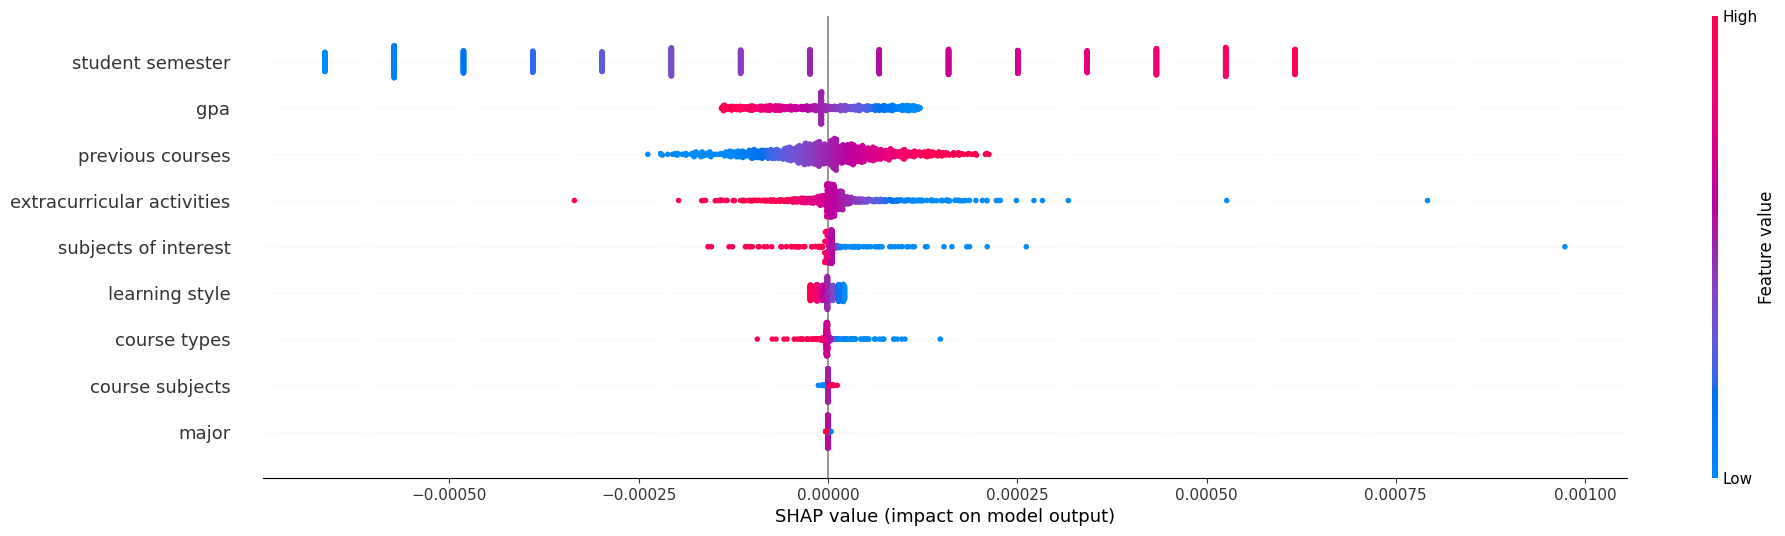 High
student semester
gpa
previous courses
extracurricular activities
subjects of interest
learning style
course types
course subjects
major
Feature value
Low
−0.00050 −0.00025 0.00000 0.00025 0.00050 0.00075 0.00100
SHAP value (impact on model output)